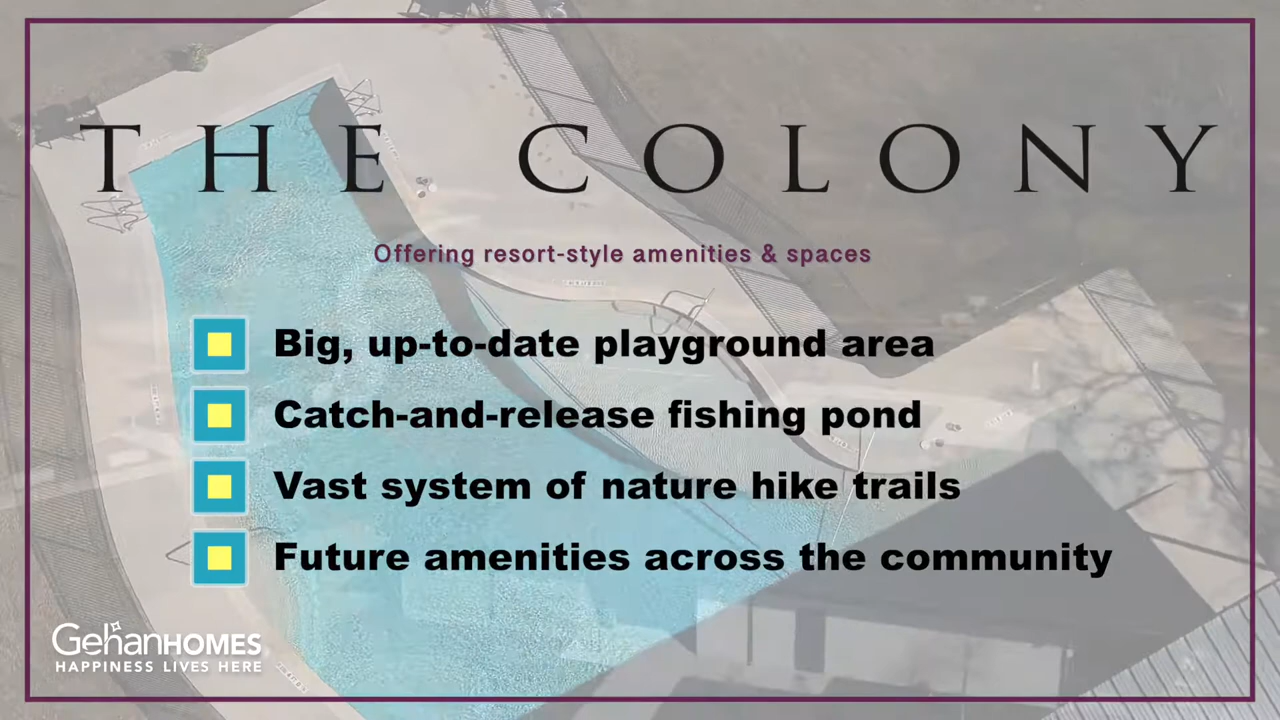 THE COLONY
Offering resort-style amenities & spaces
Big, up-to-date playground area
Catch-and-release fishing pond
Vast system of nature hike trails
Future amenities across the community
GehanHOMES
HAPPINESS LIVES HERE